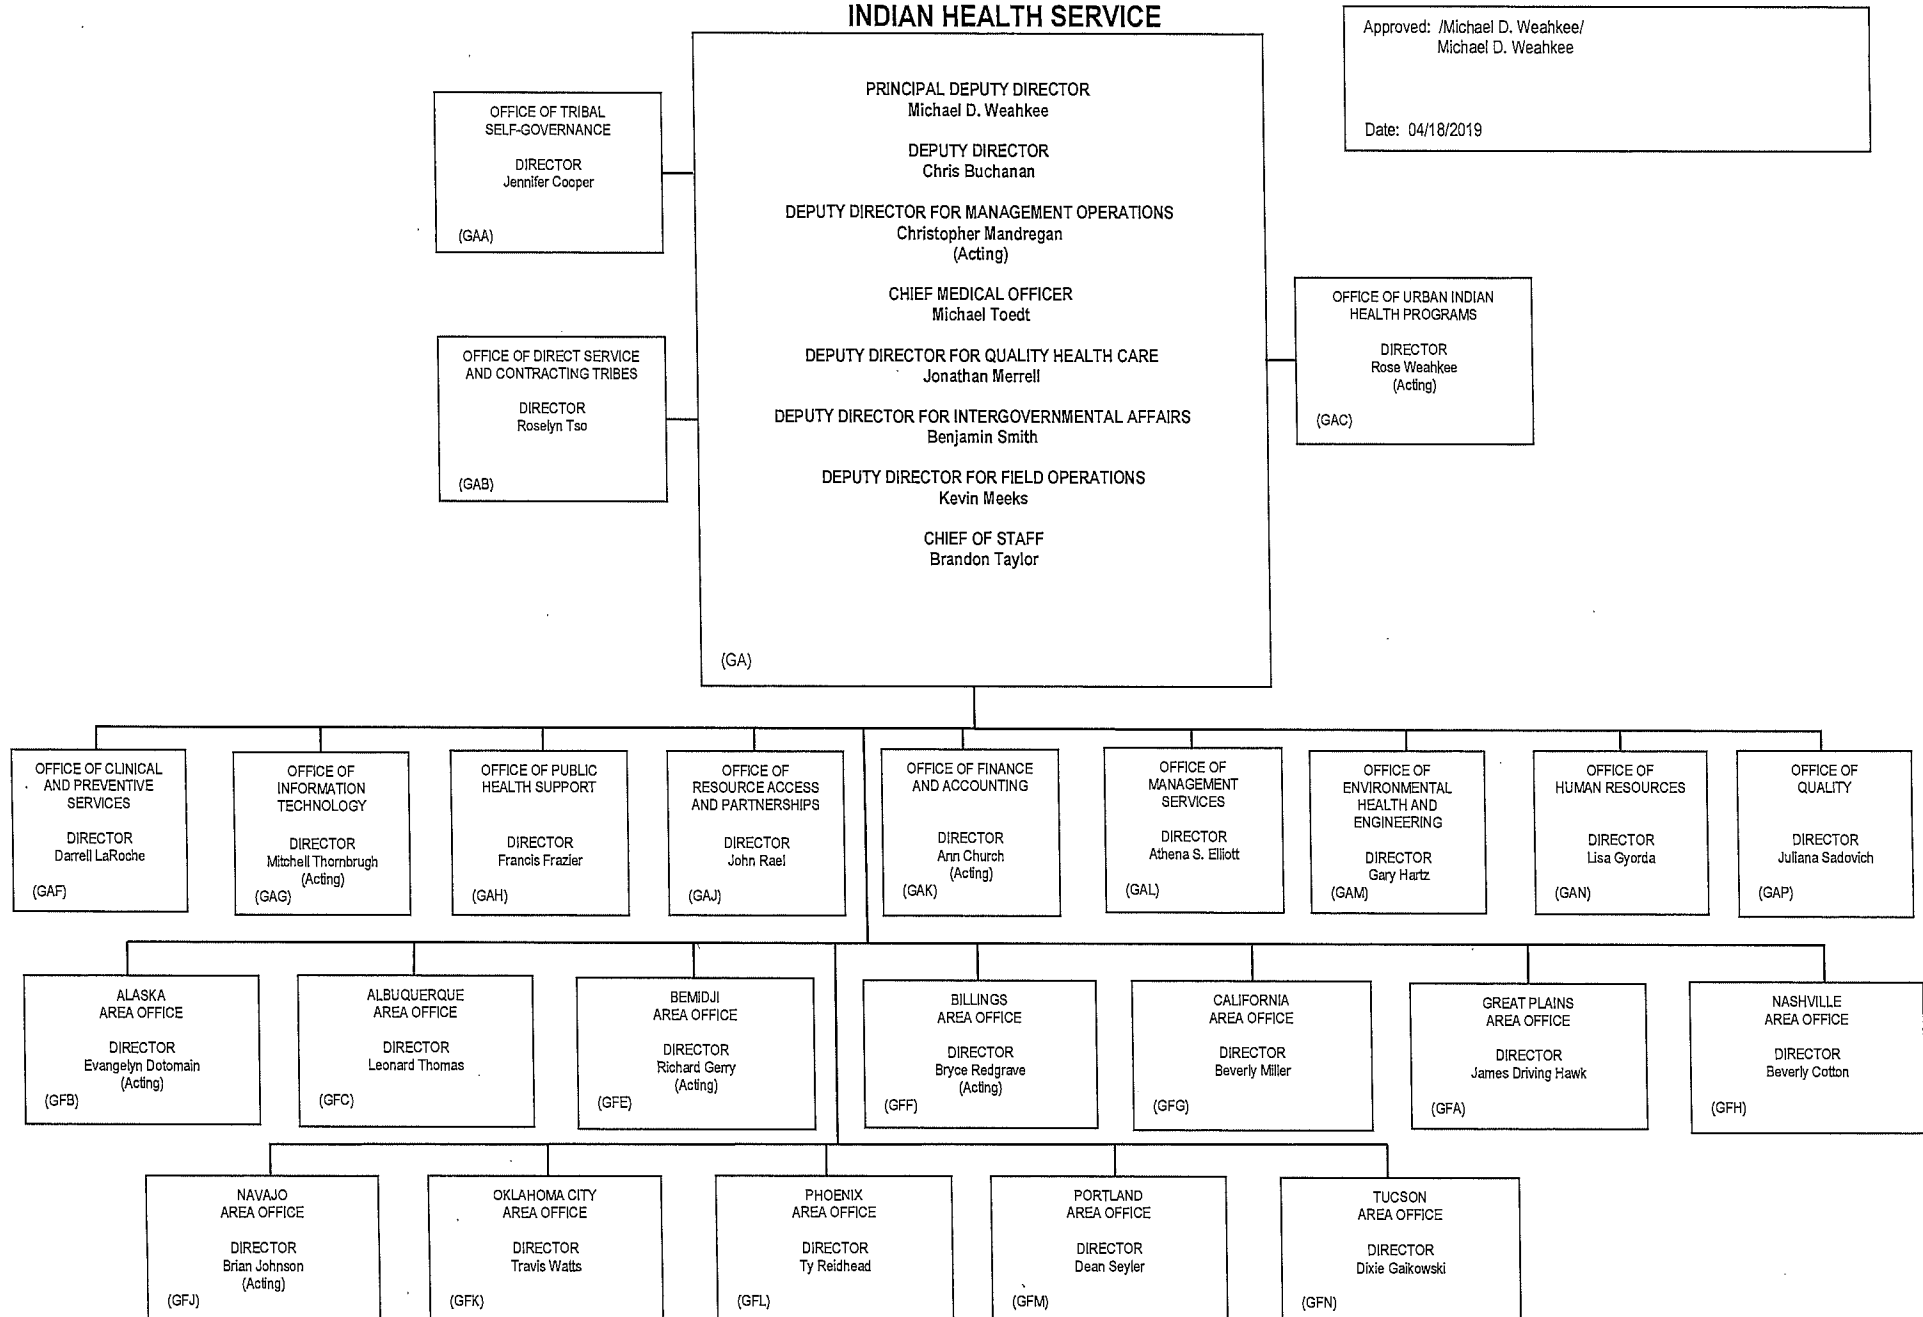 INDIAN HEALTH SERVICE
Approved: /Michael D. Weahkee/
Michael D. Weahkee
Date: 04/18/2019
PRINCIPAL DEPUTY DIRECTOR
Michael D. Weahkee
DEPUTY DIRECTOR
Chris Buchanan
DEPUTY DIRECTOR FOR MANAGEMENT OPERATIONS
Christopher Mandregan
(Acting)
CHIEF MEDICAL OFFICER
Michael Toedt
DEPUTY DIRECTOR FOR QUALITY HEALTH CARE
Jonathan Merrell
DEPUTY DIRECTOR FOR INTERGOVERNMENTAL AFFAIRS
Benjamin Smith
DEPUTY DIRECTOR FOR FIELD OPERATIONS
Kevin Meeks
CHIEF OF STAFF
Brandon Taylor
(GA)
OFFICE OF TRIBAL
SELF-GOVERNANCE
DIRECTOR
Jennifer Cooper
(GAA)
OFFICE OF DIRECT SERVICE
AND CONTRACTING TRIBES
DIRECTOR
Roselyn Tso
(GAB)
OFFICE OF URBAN INDIAN
HEALTH PROGRAMS
DIRECTOR
Rose Weahkee
(Acting)
(GAC)
OFFICE OF CLINICAL
AND PREVENTIVE
SERVICES
DIRECTOR
Darrell LaRoche
(GAF)
OFFICE OF
INFORMATION
TECHNOLOGY
DIRECTOR
Mitchell Thornbrugh
(Acting)
(GAG)
OFFICE OF PUBLIC
HEALTH SUPPORT
DIRECTOR
Francis Frazier
(GAH)
OFFICE OF
RESOURCE ACCESS
AND PARTNERSHIPS
DIRECTOR
John Rael
(GAJ)
OFFICE OF FINANCE
AND ACCOUNTING
DIRECTOR
Ann Church
(Acting)
(GAK)
OFFICE OF
MANAGEMENT
SERVICES
DIRECTOR
Athena S. Elliott
(GAL)
OFFICE OF
ENVIRONMENTAL
HEALTH AND
ENGINEERING
DIRECTOR
Gary Hartz
(GAM)
OFFICE OF
HUMAN RESOURCES
DIRECTOR
Lisa Gyorda
(GAN)
OFFICE OF
QUALITY
DIRECTOR
Juliana Sadovich
(GAP)
ALASKA
AREA OFFICE
DIRECTOR
Evangelyn Dotomain
(Acting)
(GFB)
ALBUQUERQUE
AREA OFFICE
DIRECTOR
Leonard Thomas
(GFC)
BEMIDJI
AREA OFFICE
DIRECTOR
Richard Gerry
(Acting)
(GFE)
BILLINGS
AREA OFFICE
DIRECTOR
Bryce Redgrave
(Acting)
(GFF)
CALIFORNIA
AREA OFFICE
DIRECTOR
Beverly Miller
(GFG)
GREAT PLAINS
AREA OFFICE
DIRECTOR
James Driving Hawk
(GFA)
NASHVILLE
AREA OFFICE
DIRECTOR
Beverly Cotton
(GFH)
NAVAJO
AREA OFFICE
DIRECTOR
Brian Johnson
(Acting)
(GFJ)
OKLAHOMA CITY
AREA OFFICE
DIRECTOR
Travis Watts
(GFK)
PHOENIX
AREA OFFICE
DIRECTOR
Ty Reidhead
(GFL)
PORTLAND
AREA OFFICE
DIRECTOR
Dean Seyler
(GFM)
TUCSON
AREA OFFICE
DIRECTOR
Dixie Gaikowski
(GFN)